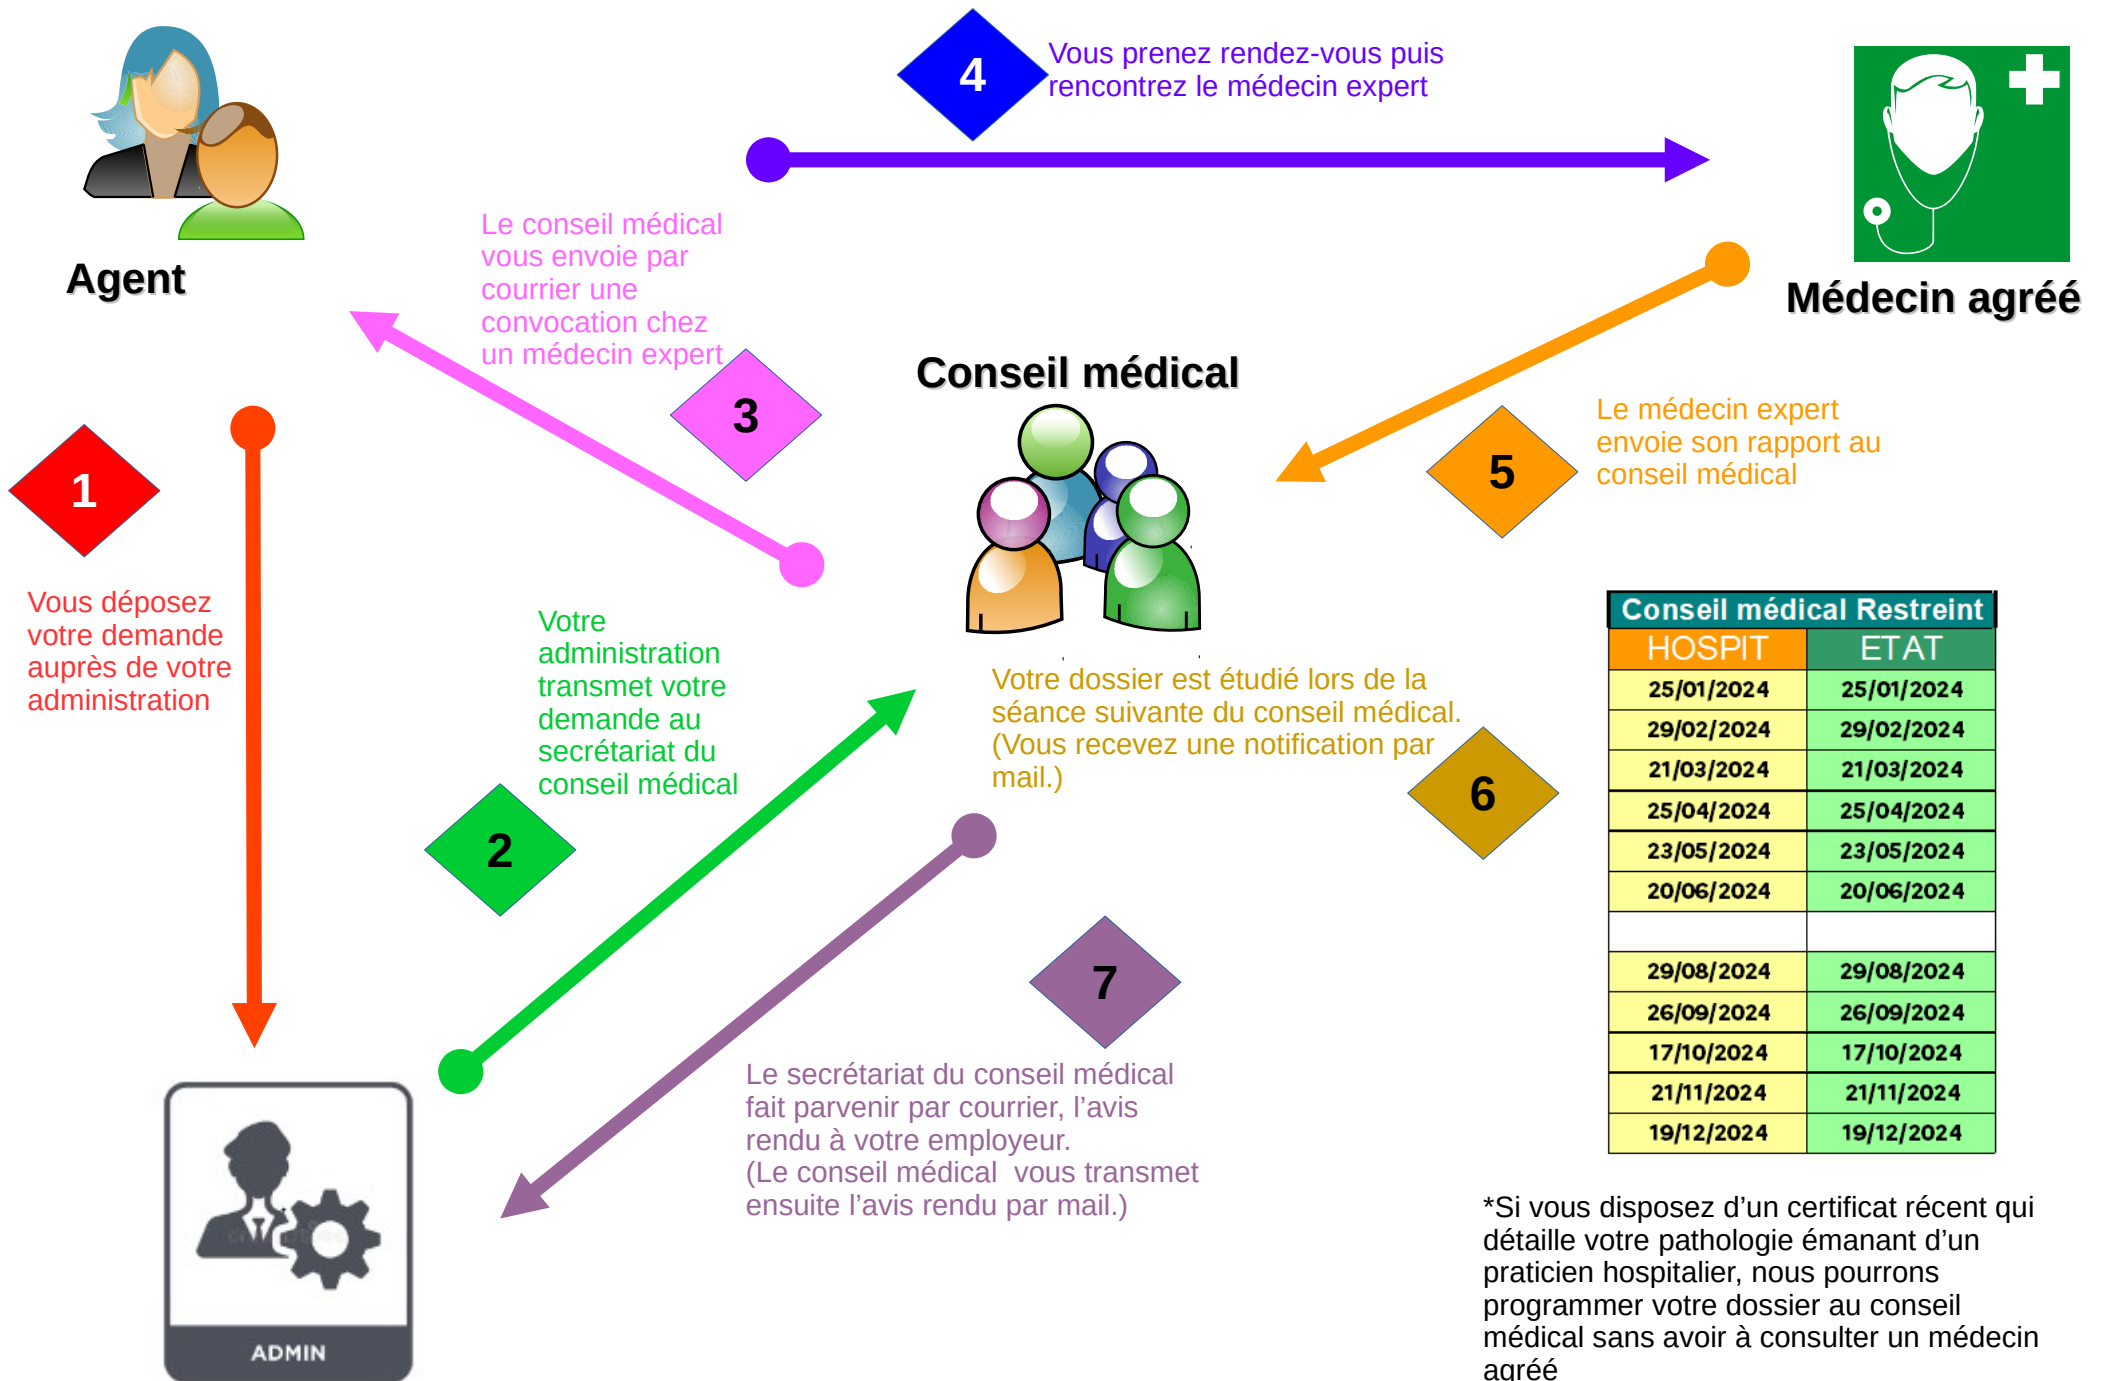 4
Vous prenez rendez-vous puis
rencontrez le médecin expert
Agent
Médecin agréé
Le conseil médical
vous envoie par
courrier une
convocation chez
un médecin expert
3
Conseil médical
1
Vous déposez
votre demande
auprès de votre
administration
5
Le médecin expert
envoie son rapport au
conseil médical
2
Votre
administration
transmet votre
demande au
secrétariat du
conseil médical
Votre dossier est étudié lors de la
séance suivante du conseil médical.
(Vous recevez une notification par
mail.)
6
7
Le secrétariat du conseil médical
fait parvenir par courrier, l’avis
rendu à votre employeur.
(Le conseil médical  vous transmet
ensuite l’avis rendu par mail.)
Conseil médical Restreint
HOSPIT ETAT
25/01/2024 25/01/2024
29/02/2024 29/02/2024
21/03/2024 21/03/2024
25/04/2024 25/04/2024
23/05/2024 23/05/2024
20/06/2024 20/06/2024
29/08/2024 29/08/2024
26/09/2024 26/09/2024
17/10/2024 17/10/2024
21/11/2024 21/11/2024
19/12/2024 19/12/2024
*Si vous disposez d’un certificat récent qui
détaille votre pathologie émanant d’un
praticien hospitalier, nous pourrons
programmer votre dossier au conseil
médical sans avoir à consulter un médecin
agréé
ADMIN